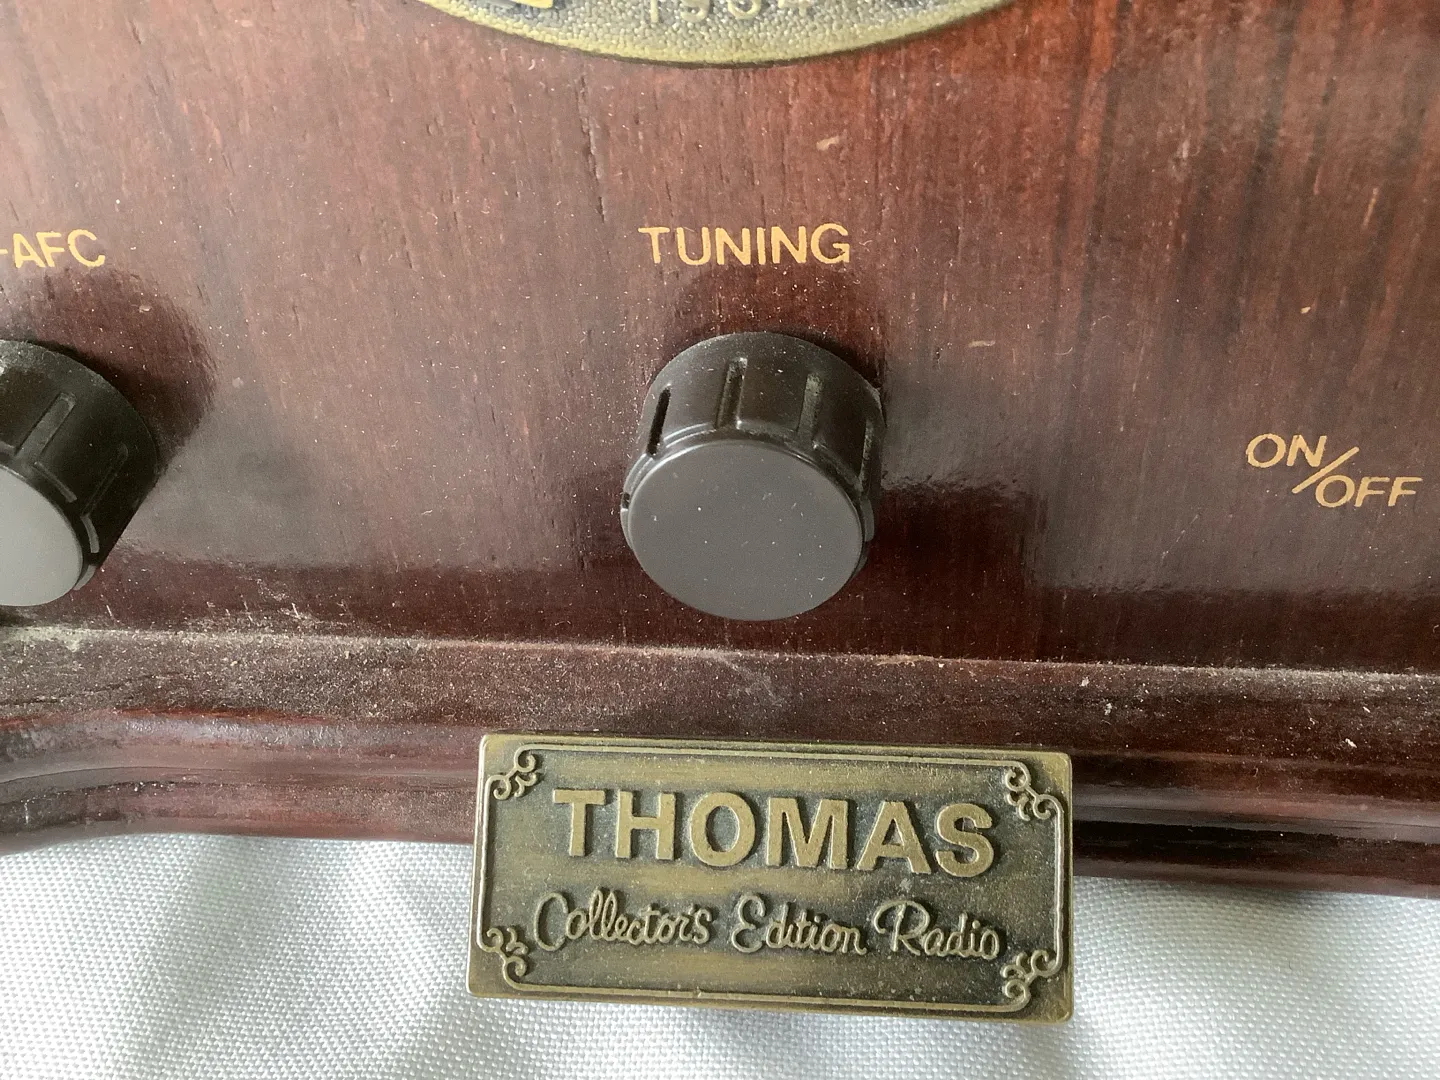 -AFC
TUNING
ON/OFF
THOMAS
Collector's Edition Radio